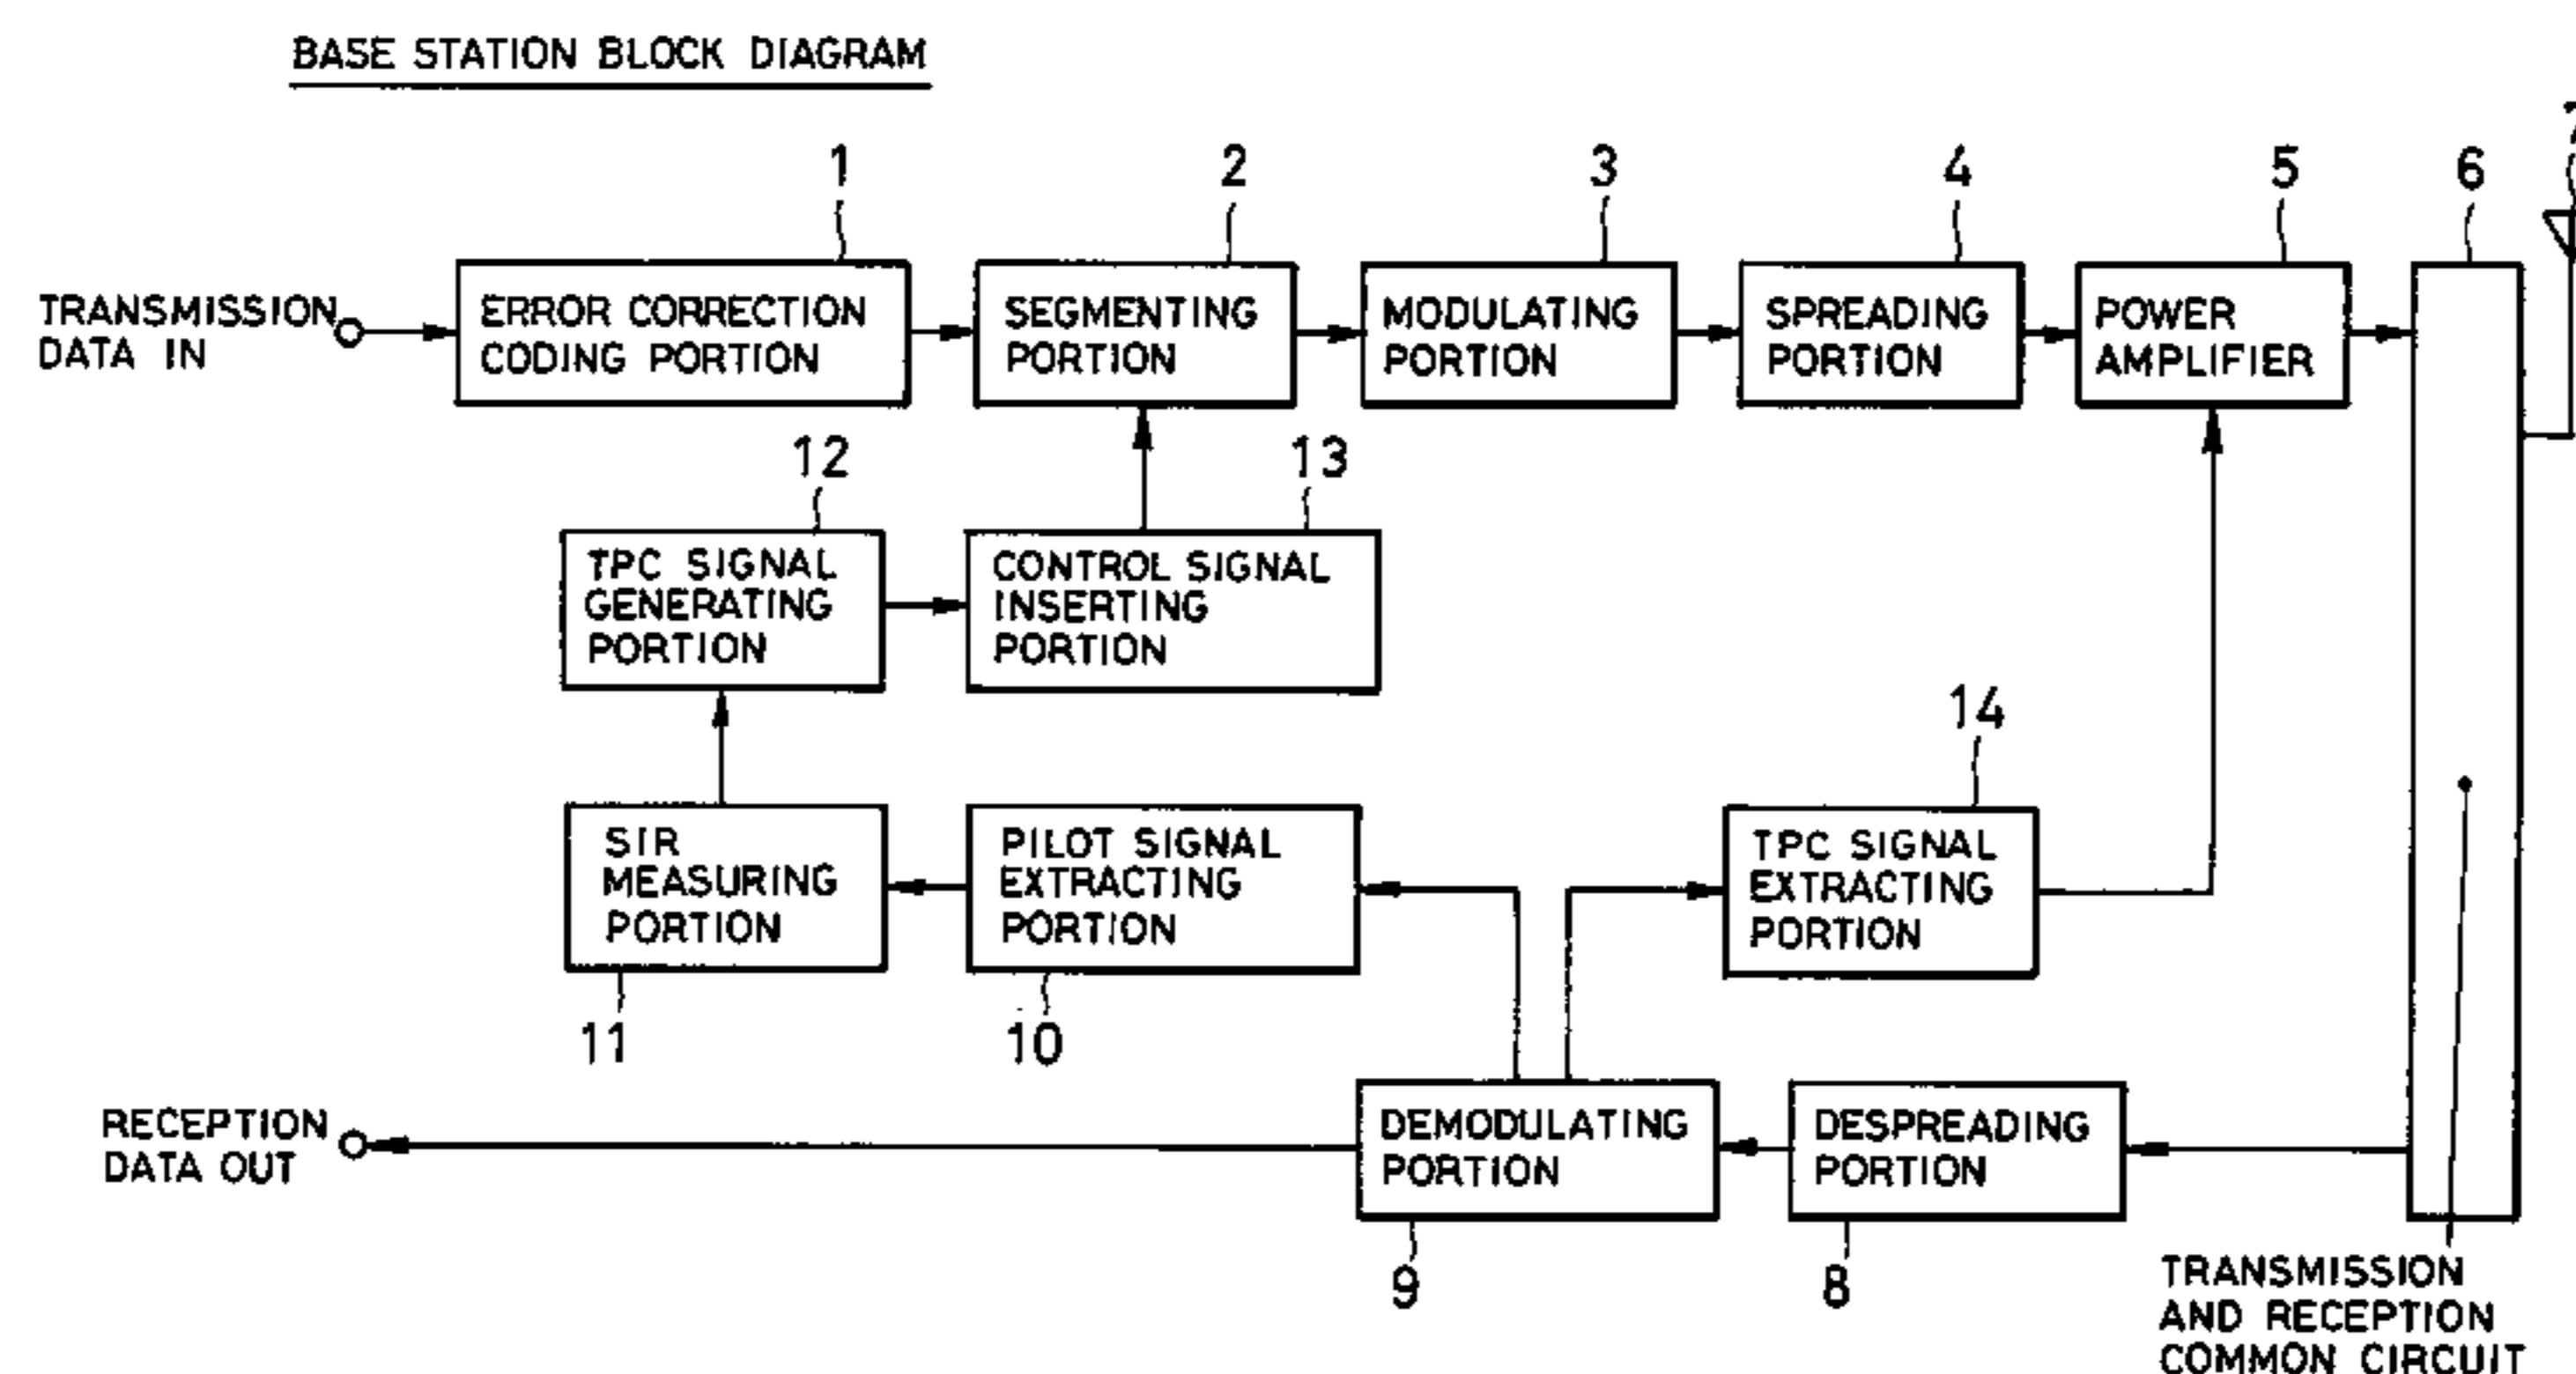 BASE STATION BLOCK DIAGRAM
1
2
3
4
5
6
TRANSMISSION
DATA IN
ERROR CORRECTION
CODING PORTION
SEGMENTING
PORTION
MODULATING
PORTION
SPREADING
PORTION
POWER
AMPLIFIER
12
13
TPC SIGNAL
GENERATING
PORTION
CONTROL SIGNAL
INSERTING
PORTION
14
SIR
MEASURING
PORTION
PILOT SIGNAL
EXTRACTING
PORTION
TPC SIGNAL
EXTRACTING
PORTION
11
10
RECEPTION
DATA OUT
DEMODULATING
PORTION
DESPREADING
PORTION
9
8
TRANSMISSION
AND RECEPTION
COMMON CIRCUIT